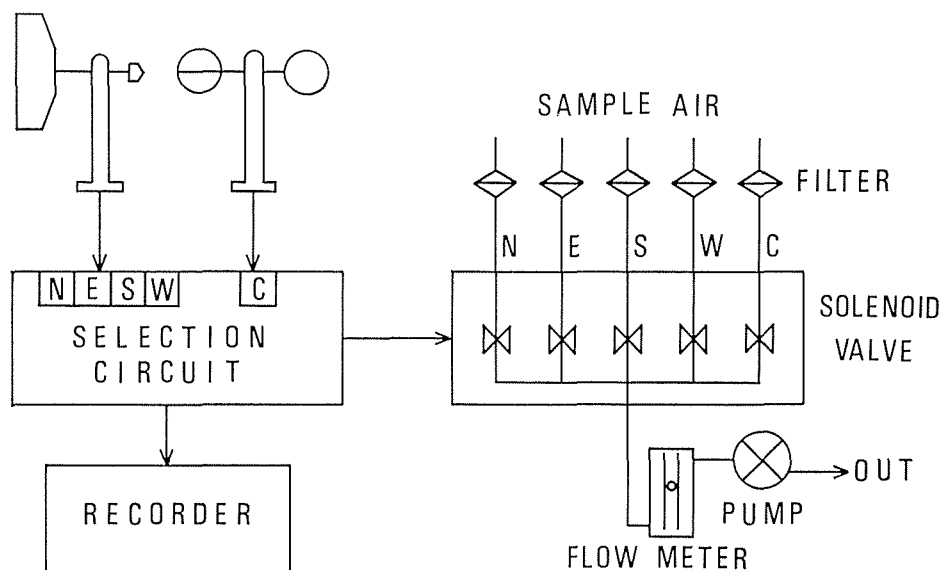 SAMPLE AIR
FILTER
N E S W C
N E S W C
SELECTION
CIRCUIT
SOLENOID
VALVE
RECORDER
OUT
PUMP
FLOW METER